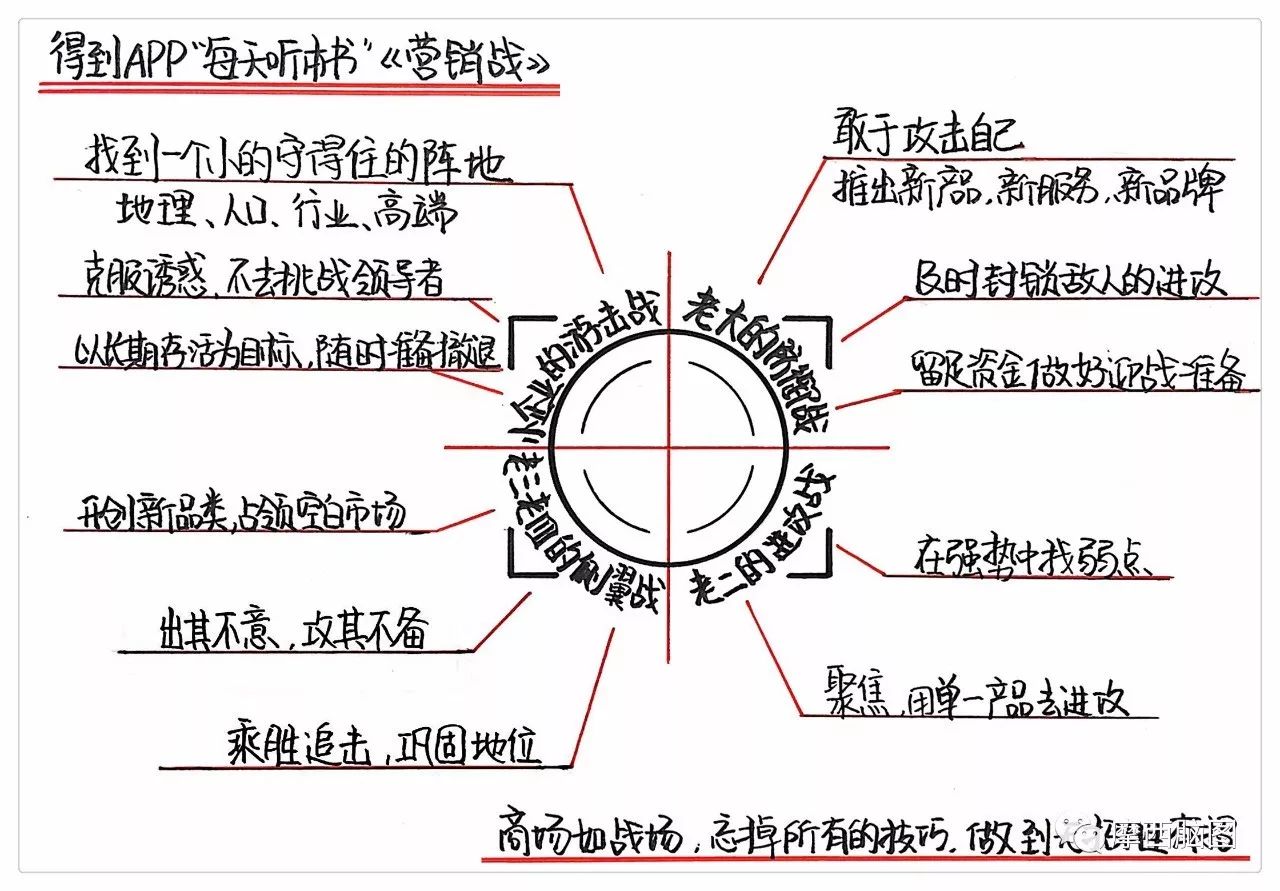 得到APP“每天听本书”《营销战》
找到一个小的守得住的阵地
地理、人口、行业、高端
克服诱惑,不去挑战领导者
以长期存活为目标,随时准备撤退
小企业的游击战
敢于攻击自己
推出新产品,新服务,新品牌
及时封锁敌人的进攻
留足资金做好迎战准备
老大的防御战
开创新品类,占领空白市场
出其不意,攻其不备
乘胜追击,巩固地位
老三老四的侧翼战
在强势中找弱点
聚焦,用单一产品去进攻
老二的进攻战
商场如战场,忘掉所有的技巧,做到
摩西脑图